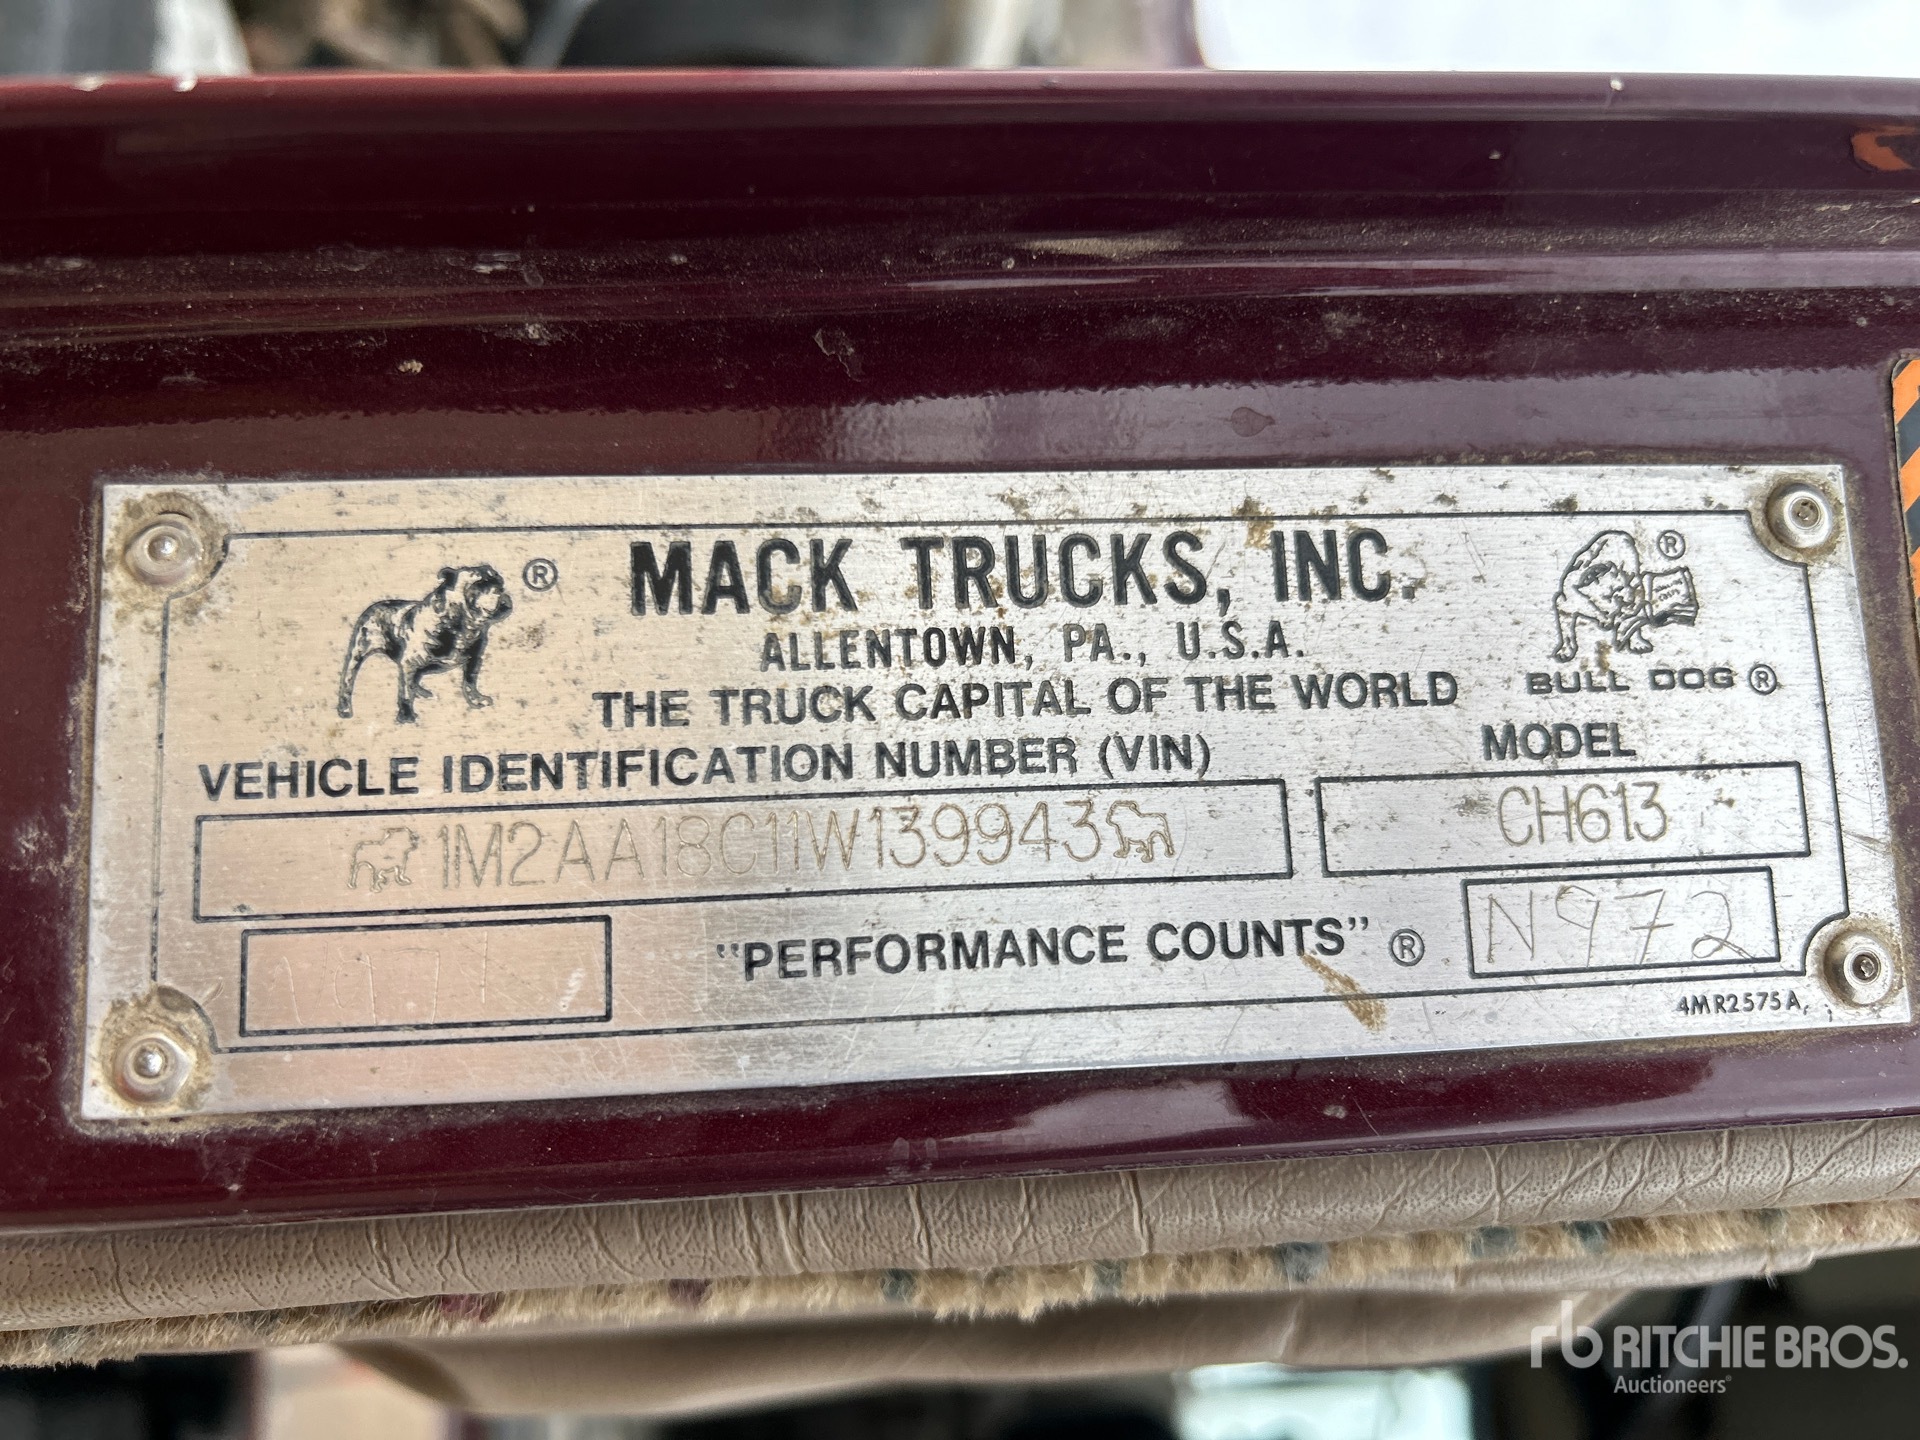 ® MACK TRUCKS, INC. ®
ALLENTOWN, PA., U.S.A.
BULL DOG ®
THE TRUCK CAPITAL OF THE WORLD
VEHICLE IDENTIFICATION NUMBER (VIN)
MODEL
1M2AA18C11W139943
CH613
"PERFORMANCE COUNTS" ®
N972
4MR2575A
rb RITCHIE BROS.
Auctioneers